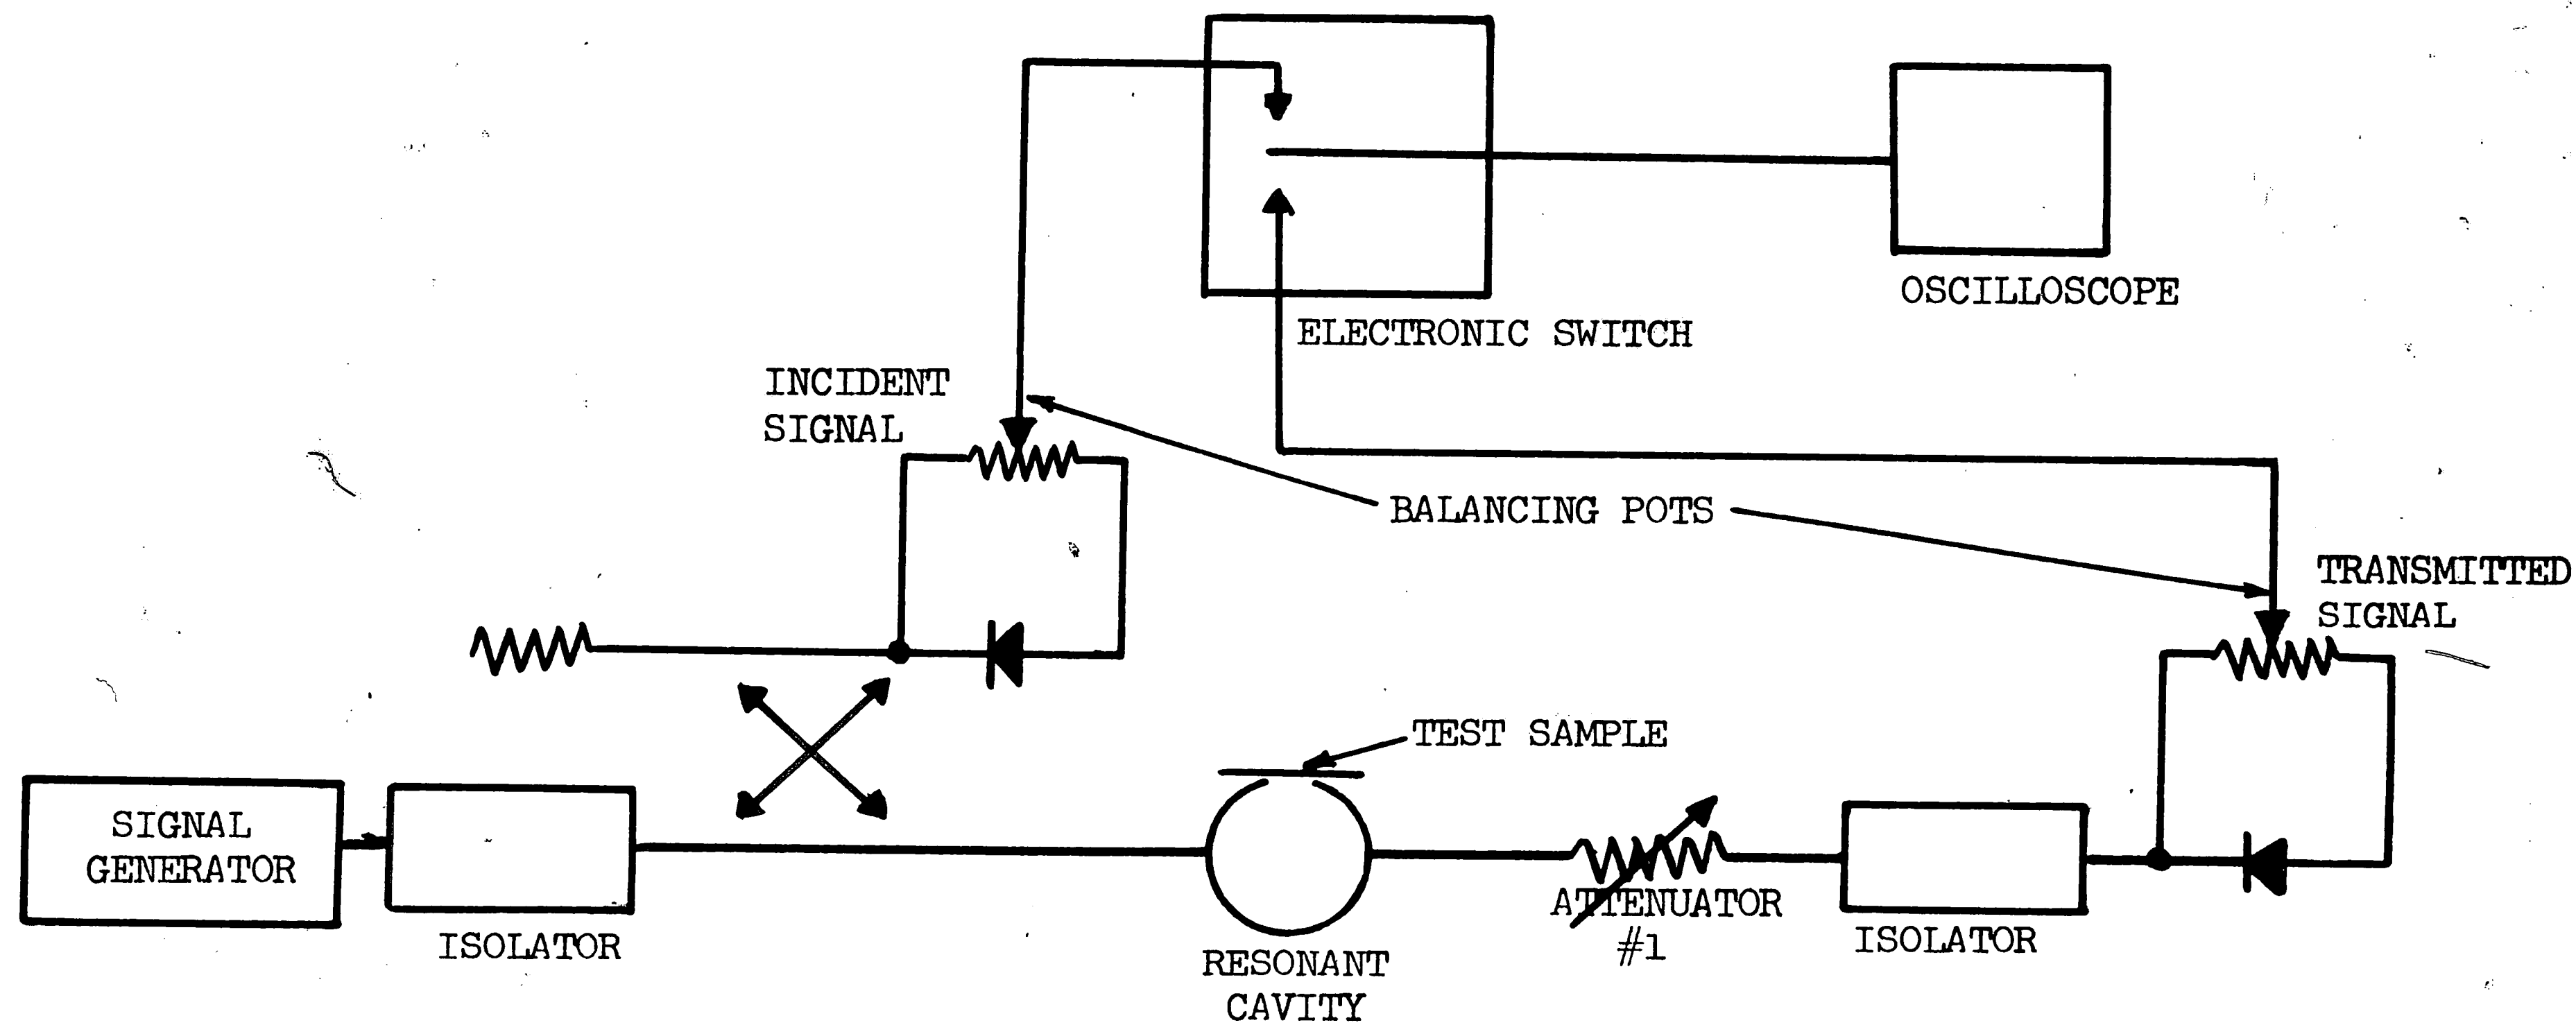 OSCILLOSCOPE
ELECTRONIC SWITCH
INCIDENT
SIGNAL
BALANCING POTS
TRANSMITTED
SIGNAL
TEST SAMPLE
SIGNAL
GENERATOR
ISOLATOR
RESONANT
CAVITY
ATTENUATOR
#1
ISOLATOR